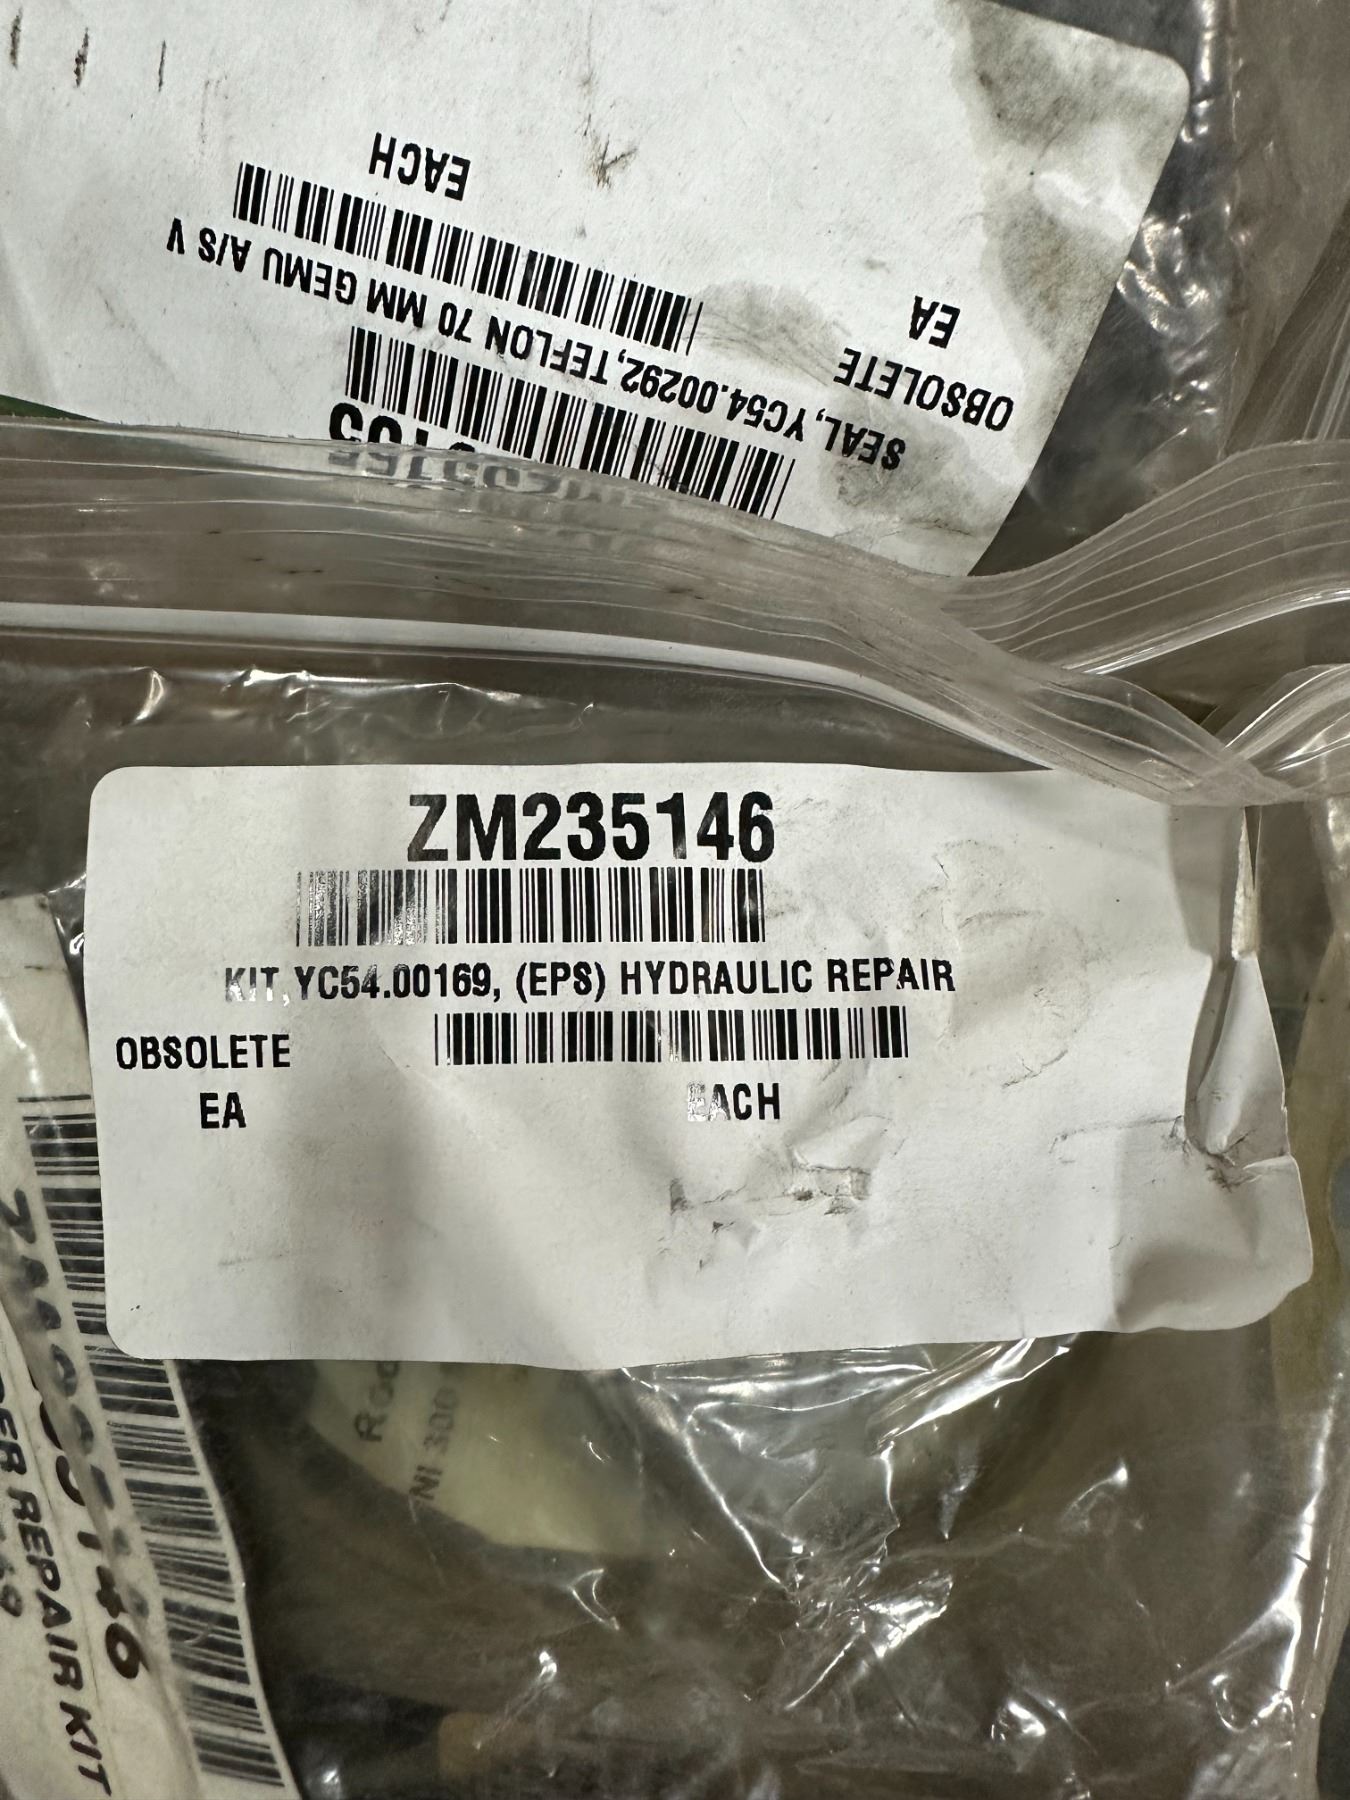 EACH
SEAL, YC54.00292, TEFLON 70 MM GEMU A/S V
EA
OBSOLETE
ZM235146
KIT, YC54.00169, (EPS) HYDRAULIC REPAIR
OBSOLETE
EA
EACH
REPAIR KIT